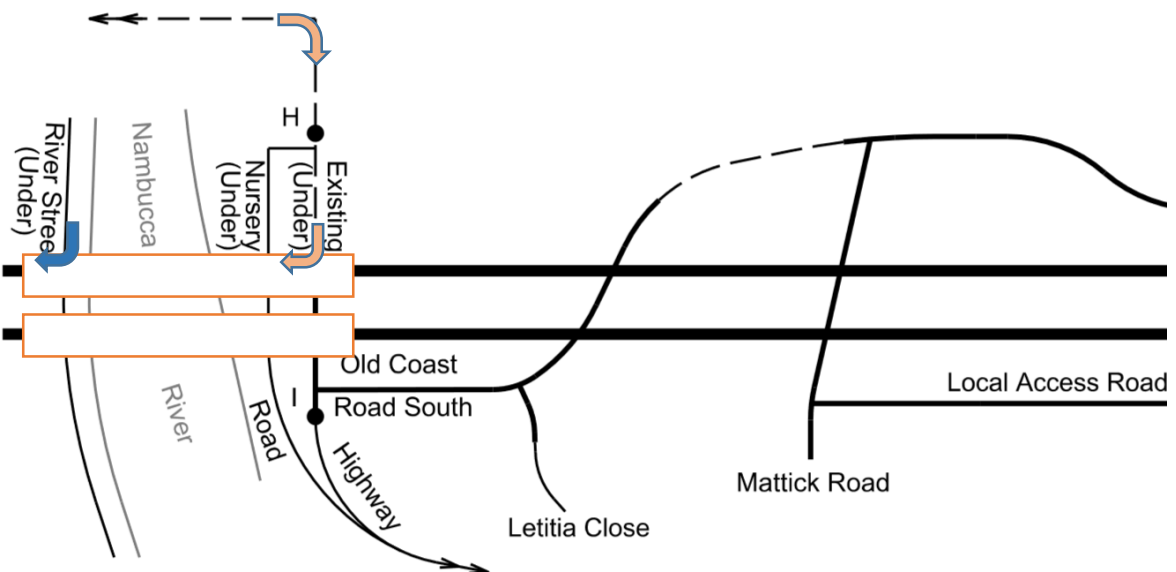 H
River Stree
(Under)
Nambucca
Nursery
(Under)
Existing
(Under)
Old Coast
Road South
I
River
Road
Highway
Local Access Road
Mattick Road
Letitia Close